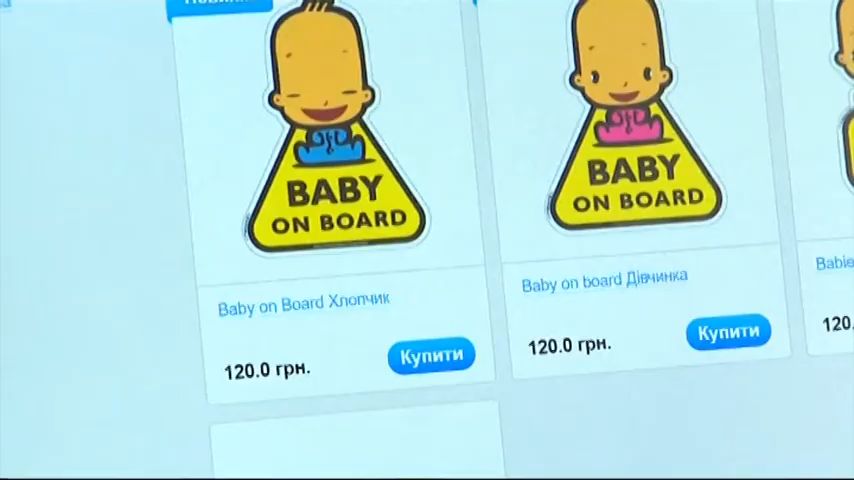 BABY
ON BOARD
Baby on Board Хлопчик
120.0 грн.
Купити
BABY
ON BOARD
Baby on board Дівчинка
120.0 грн.
Купити
120.